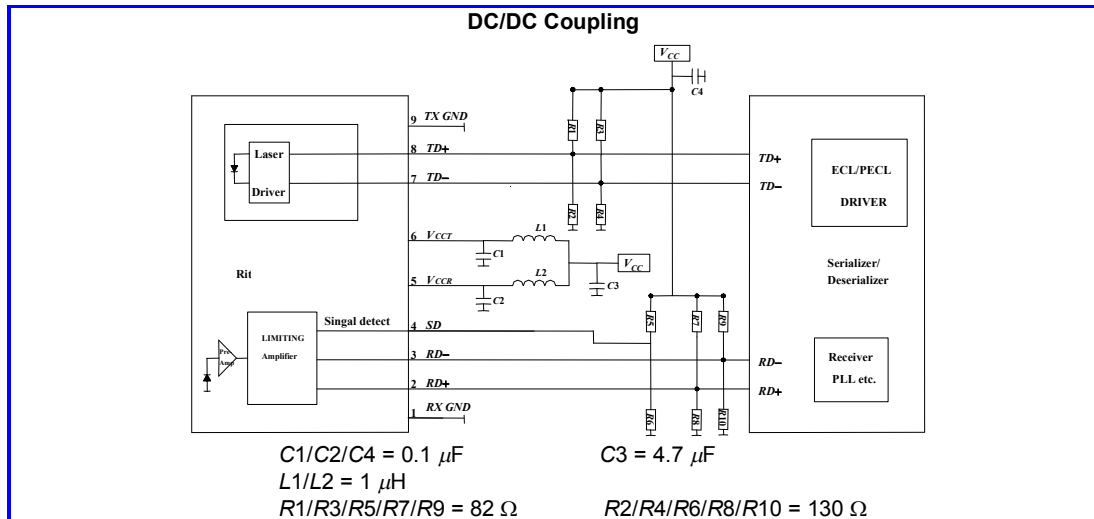 DC/DC Coupling
VCC
C4
9 TX GND
R1
R3
Laser
Driver
8 TD+
TD+
7 TD−
TD−
ECL/PECL
DRIVER
R2
R4
6 VCCT
L1
C1
VCC
Rit
5 VCCR
L2
C2
C3
Serializer/
Deserializer
Singal detect
4 SD
R5
R7
R9
LIMITING
Amplifier
Pre
Amp
3 RD−
RD−
Receiver
PLL etc.
2 RD+
RD+
1 RX GND
R6
R8
R10
C1/C2/C4 = 0.1 μF
C3 = 4.7 μF
L1/L2 = 1 μH
R1/R3/R5/R7/R9 = 82 Ω
R2/R4/R6/R8/R10 = 130 Ω